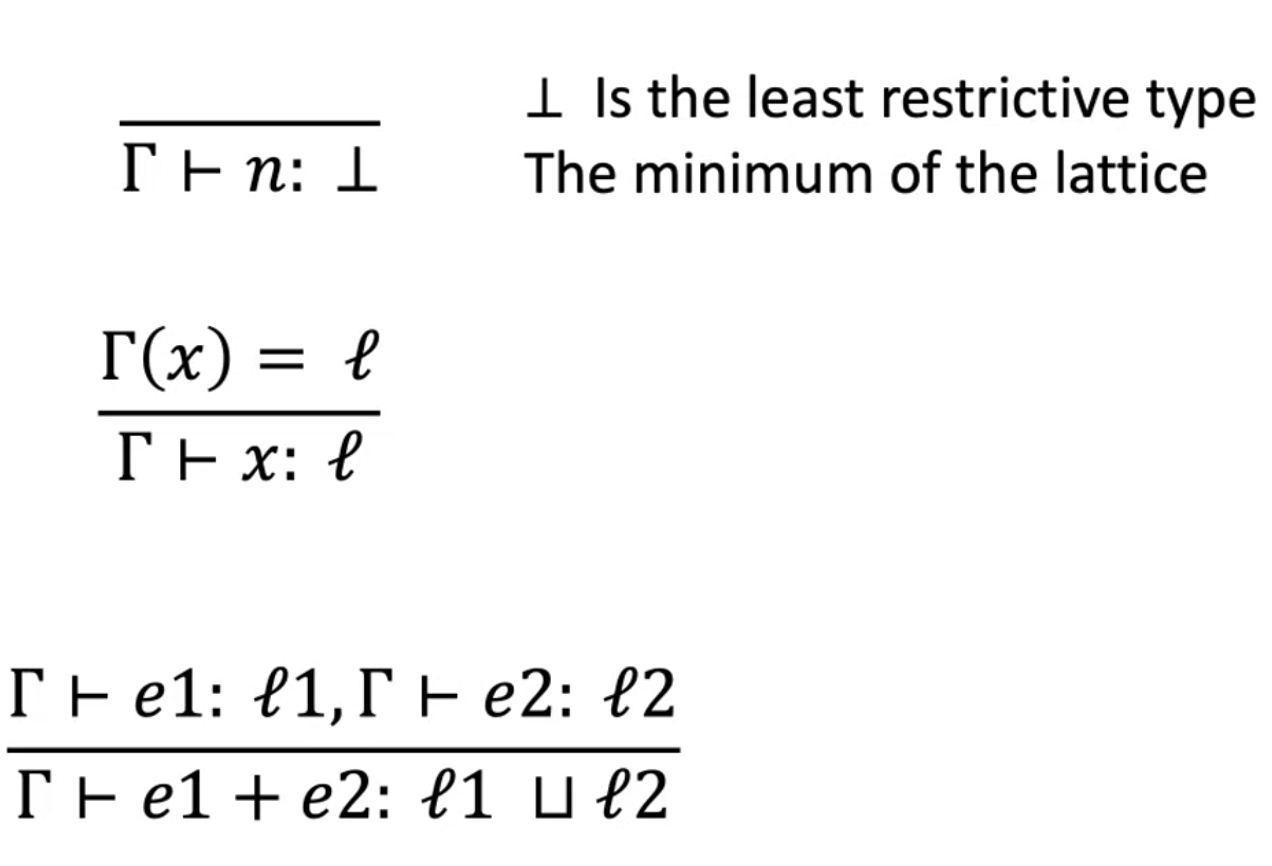 ⊥ Is the least restrictive type
Γ ⊢ n: ⊥
The minimum of the lattice
Γ(x) = ℓ
Γ ⊢ x: ℓ
Γ ⊢ e1: ℓ1, Γ ⊢ e2: ℓ2
Γ ⊢ e1 + e2: ℓ1 ⊔ ℓ2